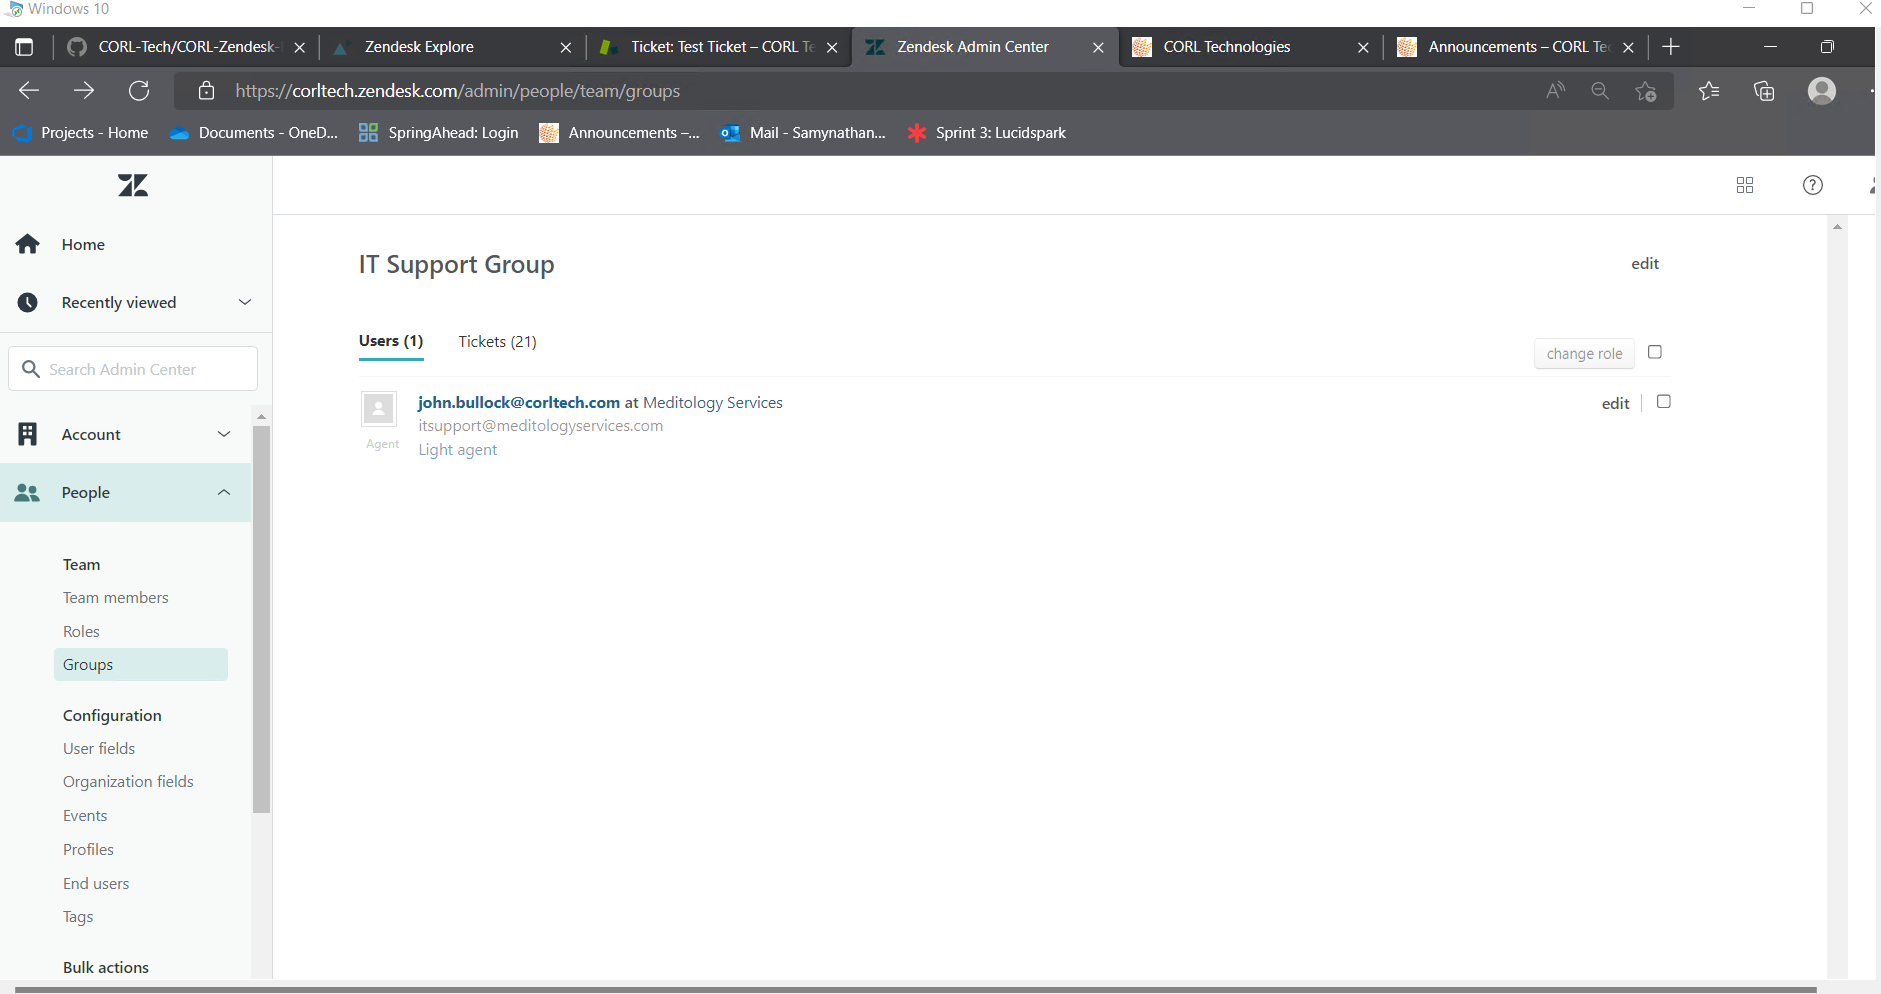 Windows 10
CORL-Tech/CORL-Zendesk-
Zendesk Explore
Ticket: Test Ticket – CORL Te
Zendesk Admin Center
CORL Technologies
Announcements – CORL Tec
https://corltech.zendesk.com/admin/people/team/groups
Projects - Home
Documents - OneD...
SpringAhead: Login
Announcements –...
Mail - Samynathan...
Sprint 3: Lucidspark
Home
Recently viewed
Search Admin Center
Account
People
Team
Team members
Roles
Groups
Configuration
User fields
Organization fields
Events
Profiles
End users
Tags
Bulk actions
IT Support Group
edit
Users (1)
Tickets (21)
change role
john.bullock@corltech.com at Meditology Services
edit
itsupport@meditologyservices.com
Agent
Light agent